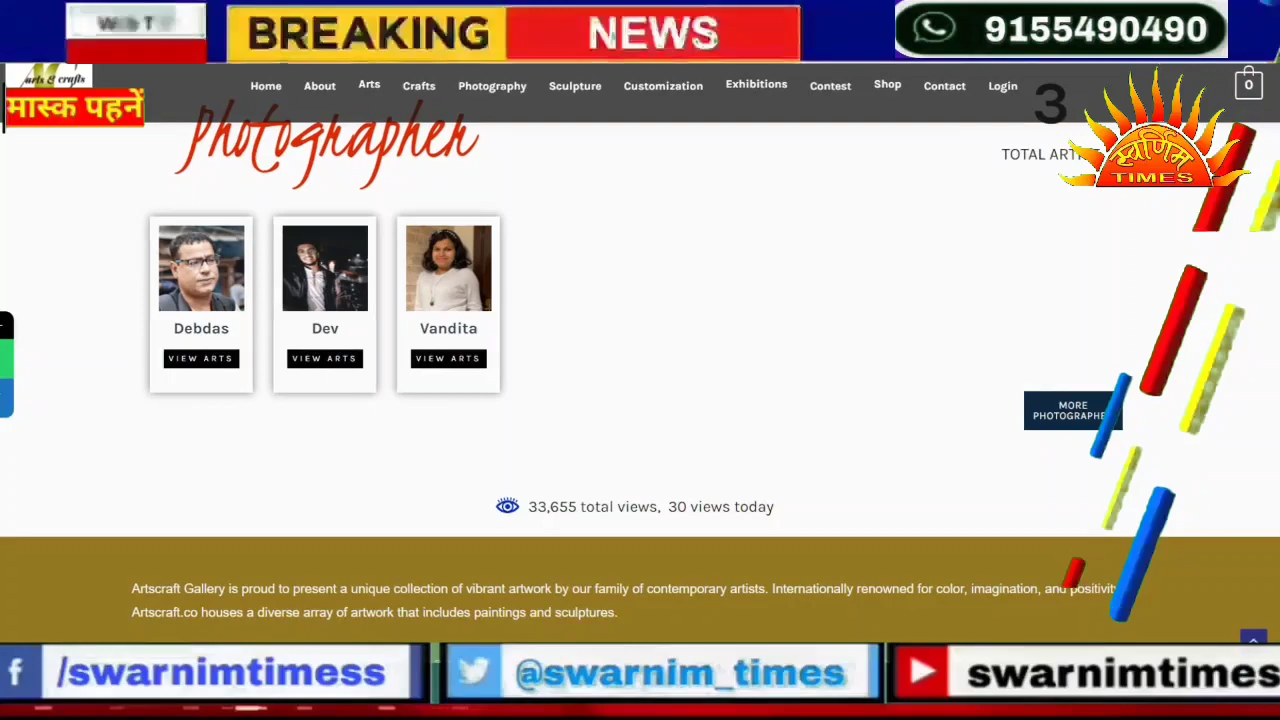 BREAKING NEWS
9155490490
arts & crafts
मास्क पहनें
Home About Arts Crafts Photography Sculpture Customization Exhibitions Contest Shop Contact Login
0
3
photographer
TOTAL
स्वर्णिम
TIMES
Debdas Dev Vandita
VIEW ARTS VIEW ARTS VIEW ARTS
MORE
33,655 total views, 30 views today
Artscraft Gallery is proud to present a unique collection of vibrant artwork by our family of contemporary artists. Internationally renowned for color, imagination, and positivity
Artscraft.co houses a diverse array of artwork that includes paintings and sculptures.
/swarnimtimess @swarnim_times swarnimtimes